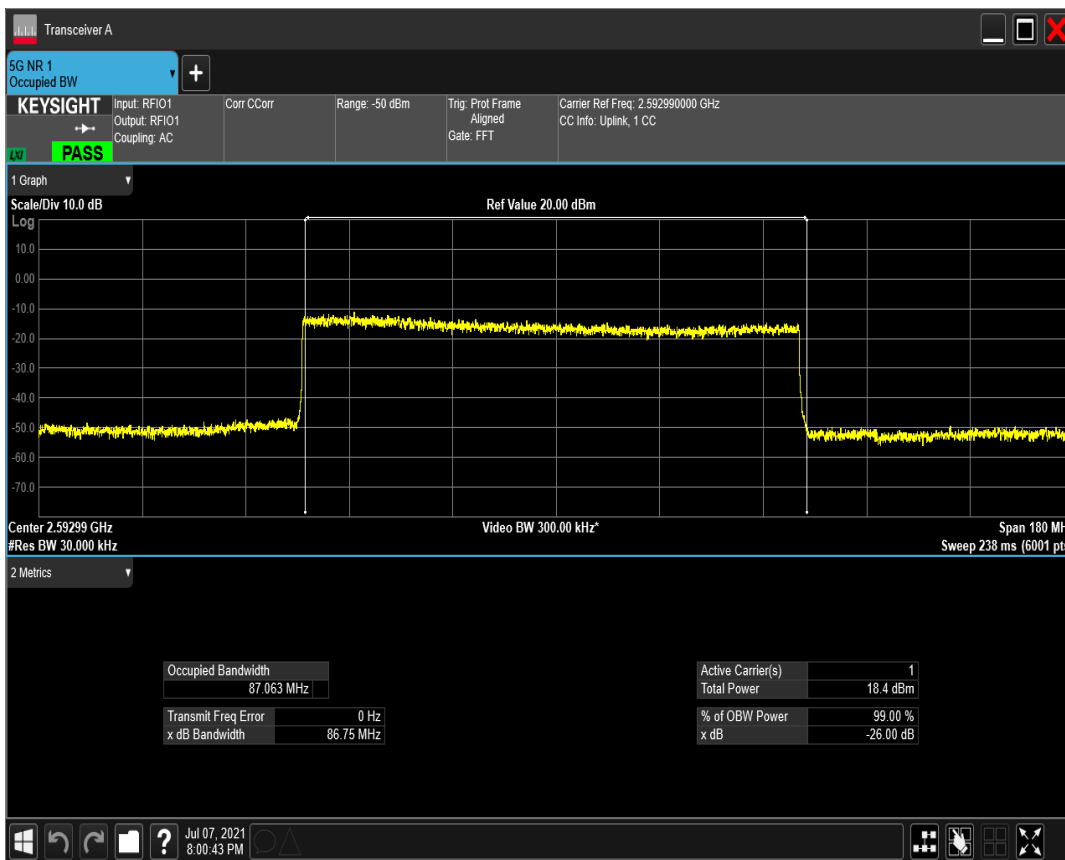 Transceiver A
5G NR 1
Occupied BW
+
KEYSIGHT
LXI
PASS
Input: RFIO1
Output: RFIO1
Coupling: AC
Corr CCorr
Range: -50 dBm
Trig: Prot Frame
Aligned
Gate: FFT
Carrier Ref Freq: 2.592990000 GHz
CC Info: Uplink, 1 CC
1 Graph
Scale/Div 10.0 dB
Ref Value 20.00 dBm
Log
10.0
0.00
-10.0
-20.0
-30.0
-40.0
-50.0
-60.0
-70.0
Center 2.59299 GHz
Video BW 300.00 kHz*
Span 180 MH
#Res BW 30.000 kHz
Sweep 238 ms (6001 pts
2 Metrics
Occupied Bandwidth
87.063 MHz
Transmit Freq Error 0 Hz
x dB Bandwidth 86.75 MHz
Active Carrier(s) 1
Total Power 18.4 dBm
% of OBW Power 99.00 %
x dB -26.00 dB
?
Jul 07, 2021
8:00:43 PM